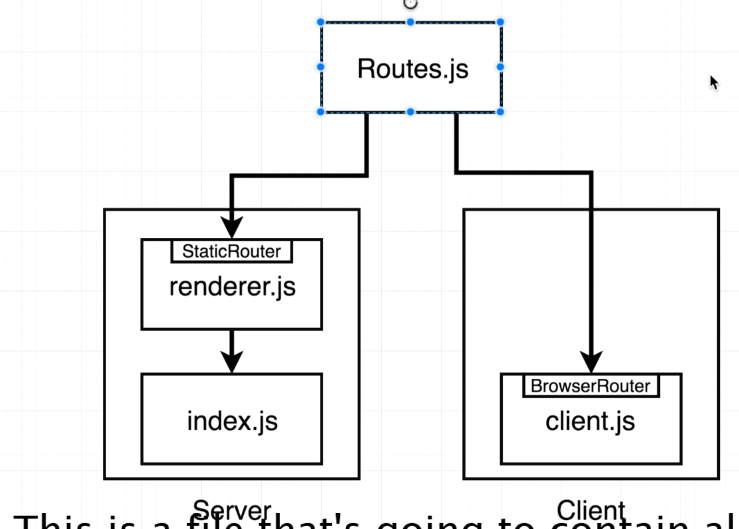 Routes.js
StaticRouter
renderer.js
index.js
BrowserRouter
client.js
Server
Client
This is a file that's going to contain